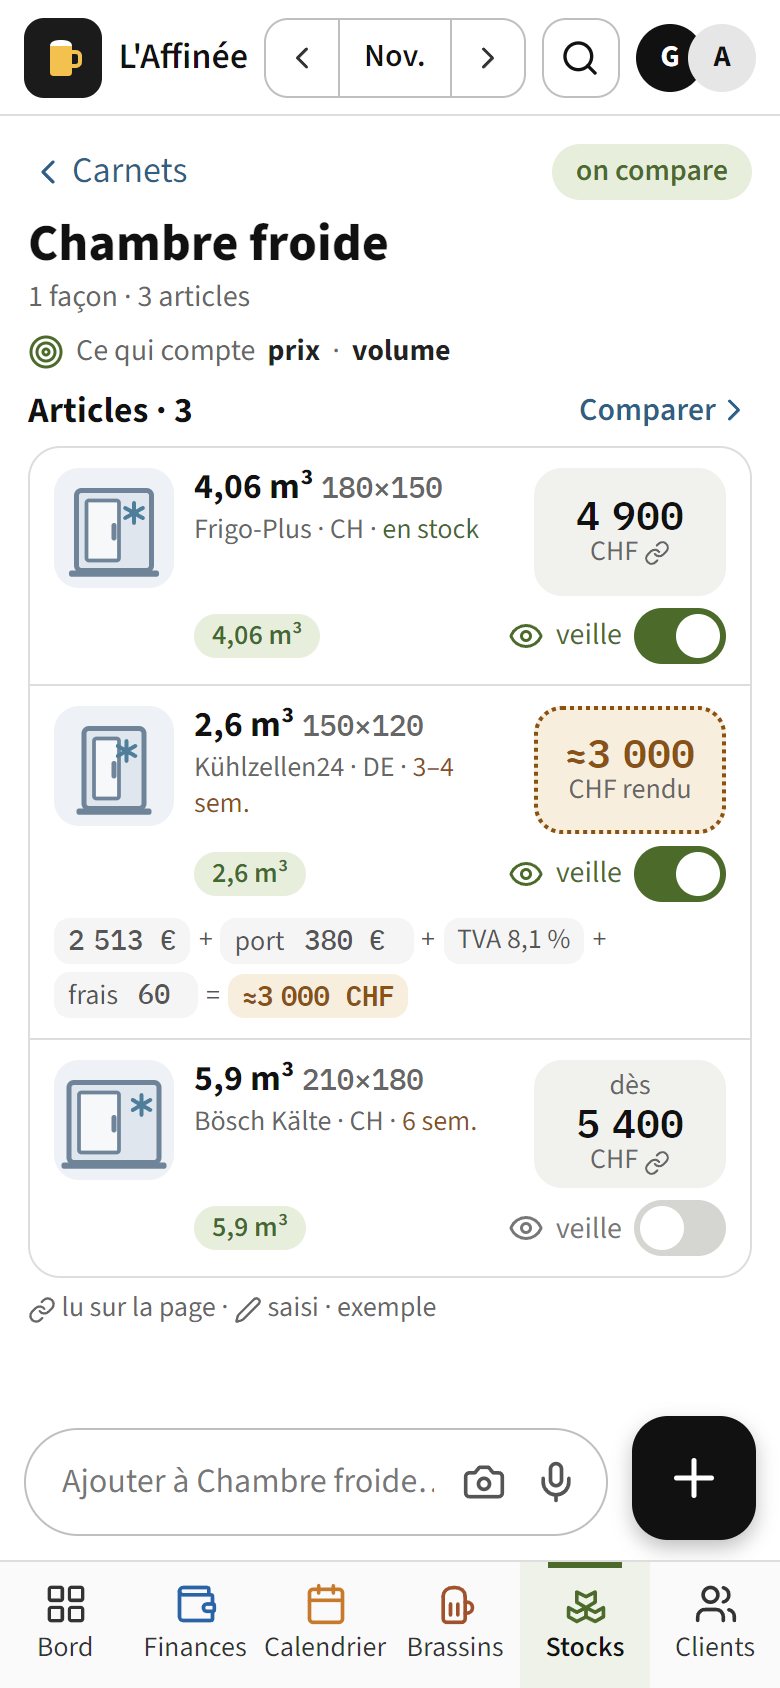 L'Affinée
Nov.
G
A
Carnets
on compare
Chambre froide
1 façon · 3 articles
Ce qui compte prix · volume
Articles · 3
Comparer
4,06 m³ 180×150
Frigo-Plus · CH · en stock
4 900
CHF
4,06 m³
veille
2,6 m³ 150×120
Kühlzellen24 · DE · 3–4
sem.
≈3 000
CHF rendu
2,6 m³
veille
2 513 € + port 380 € + TVA 8,1 % +
frais 60 = ≈3 000 CHF
5,9 m³ 210×180
Bösch Kälte · CH · 6 sem.
dès
5 400
CHF
5,9 m³
veille
lu sur la page · saisi · exemple
Ajouter à Chambre froide…
Bord
Finances
Calendrier
Brassins
Stocks
Clients